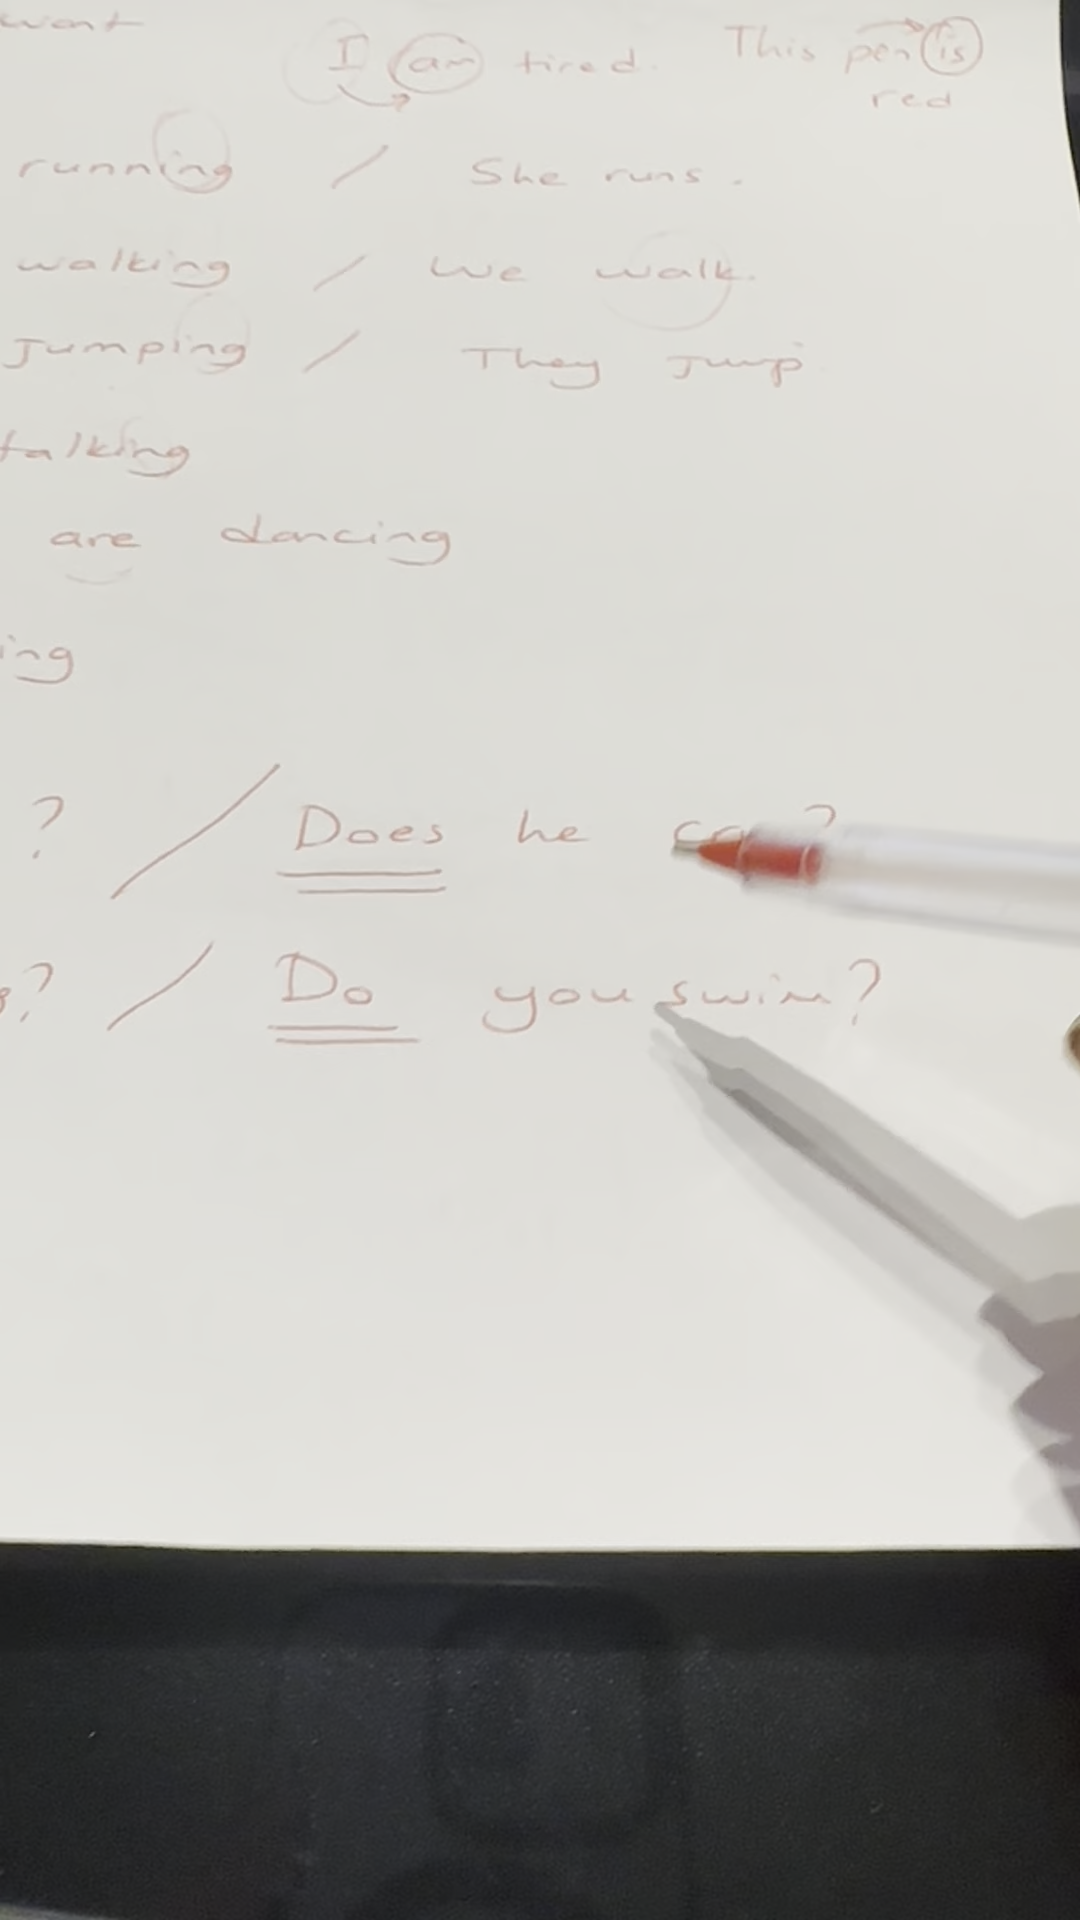 want
I am tired. This pen is
red
running / She runs.
walking / We walk.
Jumping / They Jump
talking
are dancing
ing
? / Does he ?
? / Do you swim?